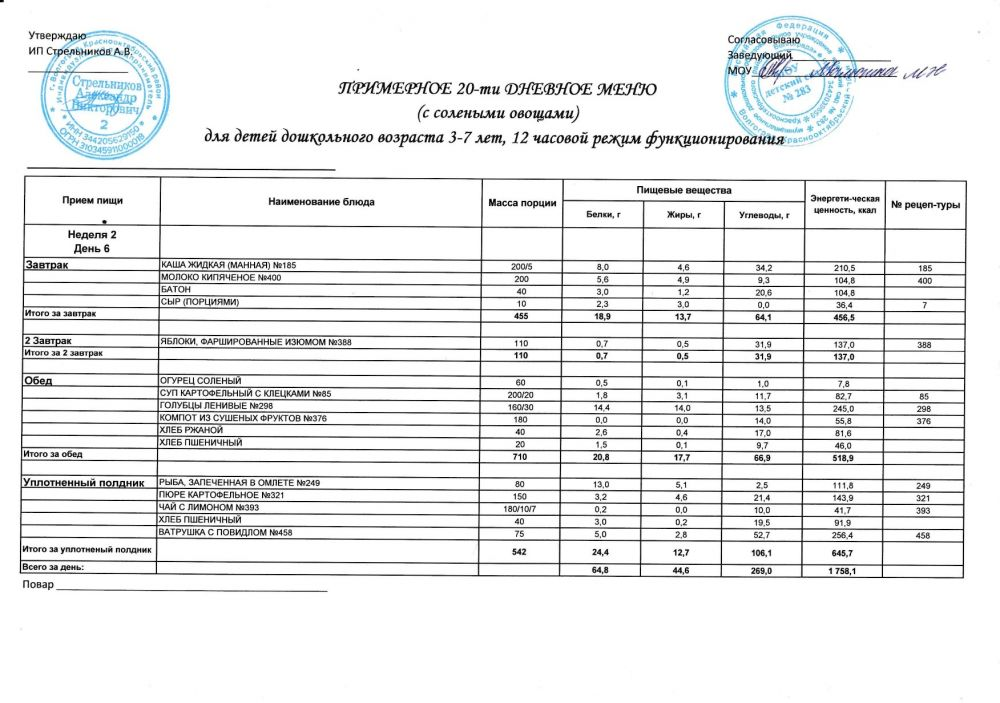 Утверждаю
ИП Стрельников А.В.
Стрельников
Александр
Викторович
2
ИНН 344205629150
ОГРН 310345911000018
Согласовываю
Заведующий
МОУ
детский сад
№ 283
ПРИМЕРНОЕ 20-ти ДНЕВНОЕ МЕНЮ
(с солеными овощами)
для детей дошкольного возраста 3-7 лет, 12 часовой режим функционирования
Прием пищи Наименование блюда Масса порции Пищевые вещества Энергети-ческая ценность, ккал № рецеп-туры
Белки, г Жиры, г Углеводы, г
Неделя 2
День 6
Завтрак КАША ЖИДКАЯ (МАННАЯ) №185 200/5 8,0 4,6 34,2 210,5 185
МОЛОКО КИПЯЧЕНОЕ №400 200 5,6 4,9 9,3 104,8 400
БАТОН 40 3,0 1,2 20,6 104,8
СЫР (ПОРЦИЯМИ) 10 2,3 3,0 0,0 36,4 7
Итого за завтрак 455 18,9 13,7 64,1 456,5
2 Завтрак ЯБЛОКИ, ФАРШИРОВАННЫЕ ИЗЮМОМ №388 110 0,7 0,5 31,9 137,0 388
Итого за 2 завтрак 110 0,7 0,5 31,9 137,0
Обед ОГУРЕЦ СОЛЕНЫЙ 60 0,5 0,1 1,0 7,8
СУП КАРТОФЕЛЬНЫЙ С КЛЕЦКАМИ №85 200/20 1,8 3,1 11,7 82,7 85
ГОЛУБЦЫ ЛЕНИВЫЕ №298 160/30 14,4 14,0 13,5 245,0 298
КОМПОТ ИЗ СУШЕНЫХ ФРУКТОВ №376 180 0,0 0,0 14,0 55,8 376
ХЛЕБ РЖАНОЙ 40 2,6 0,4 17,0 81,6
ХЛЕБ ПШЕНИЧНЫЙ 20 1,5 0,1 9,7 46,0
Итого за обед 710 20,8 17,7 66,9 518,9
Уплотненный полдник РЫБА, ЗАПЕЧЕННАЯ В ОМЛЕТЕ №249 80 13,0 5,1 2,5 111,8 249
ПЮРЕ КАРТОФЕЛЬНОЕ №321 150 3,2 4,6 21,4 143,9 321
ЧАЙ С ЛИМОНОМ №393 180/10/7 0,2 0,0 10,0 41,7 393
ХЛЕБ ПШЕНИЧНЫЙ 40 3,0 0,2 19,5 91,9
ВАТРУШКА С ПОВИДЛОМ №458 75 5,0 2,8 52,7 256,4 458
Итого за уплотненый полдник 542 24,4 12,7 106,1 645,7
Всего за день: 64,8 44,6 269,0 1 758,1
Повар